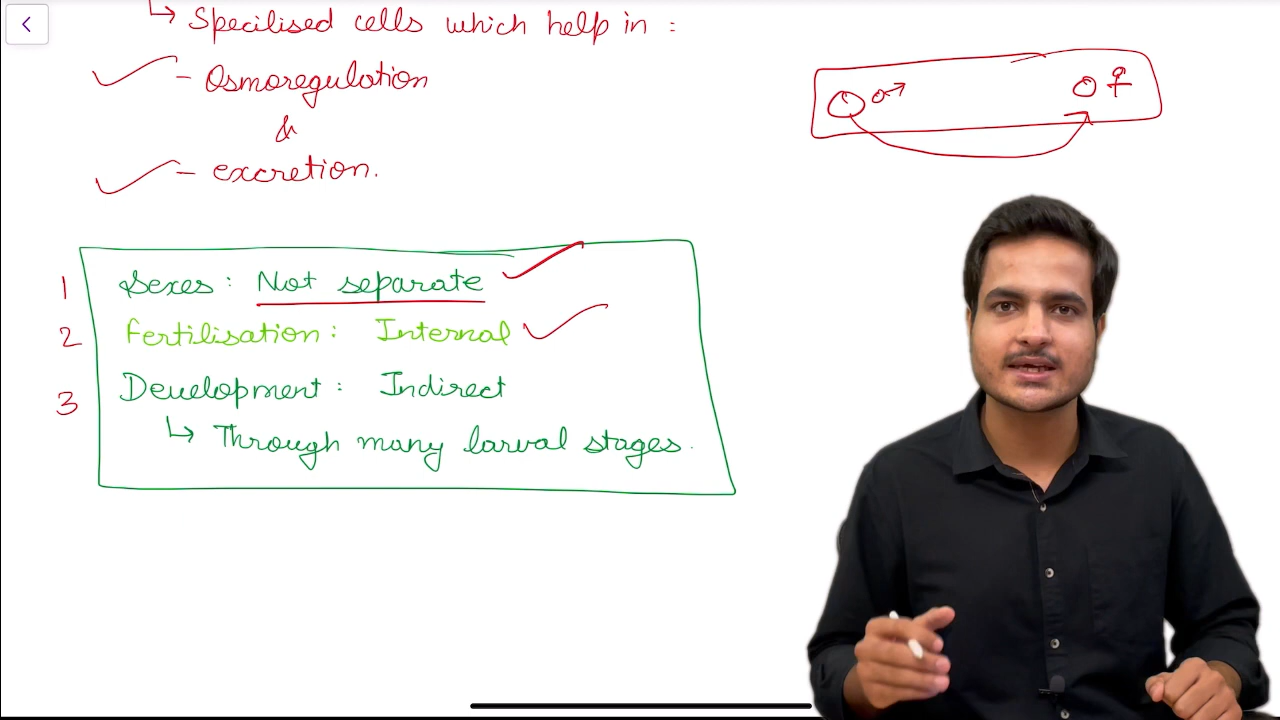 ↳ Specilised cells which help in :
- Osmoregulation
&
- excretion.
♂ ♀
1 Sexes : Not separate
2 Fertilisation : Internal
3 Development : Indirect
↳ Through many larval stages.